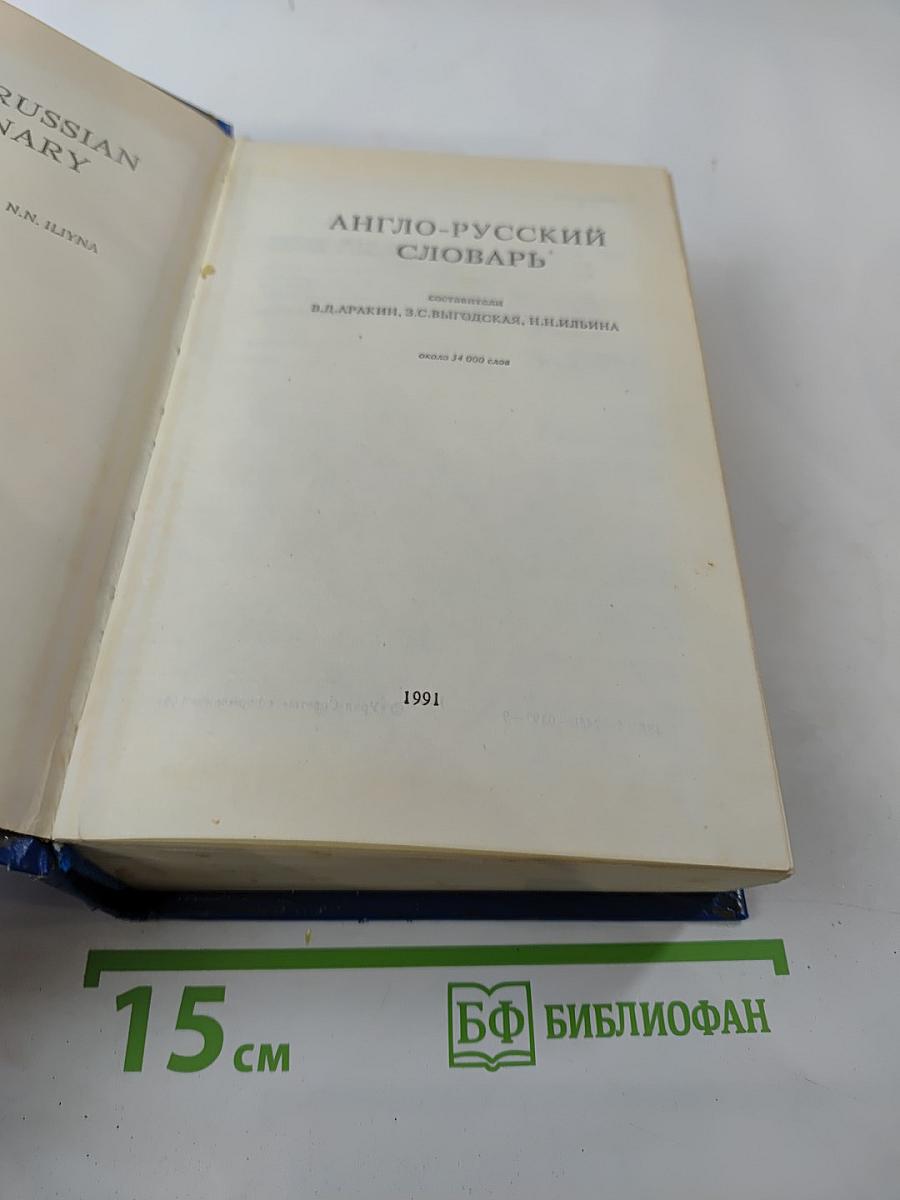 RUSSIAN
NARY
N.N. ILIYNA
АНГЛО-РУССКИЙ
СЛОВАРЬ
составители
В.Д.АРАКИН, З.С.ВЫГОДСКАЯ, Н.Н.ИЛЬИНА
около 34 000 слов
1991
15 см
БФ БИБЛИОФАН